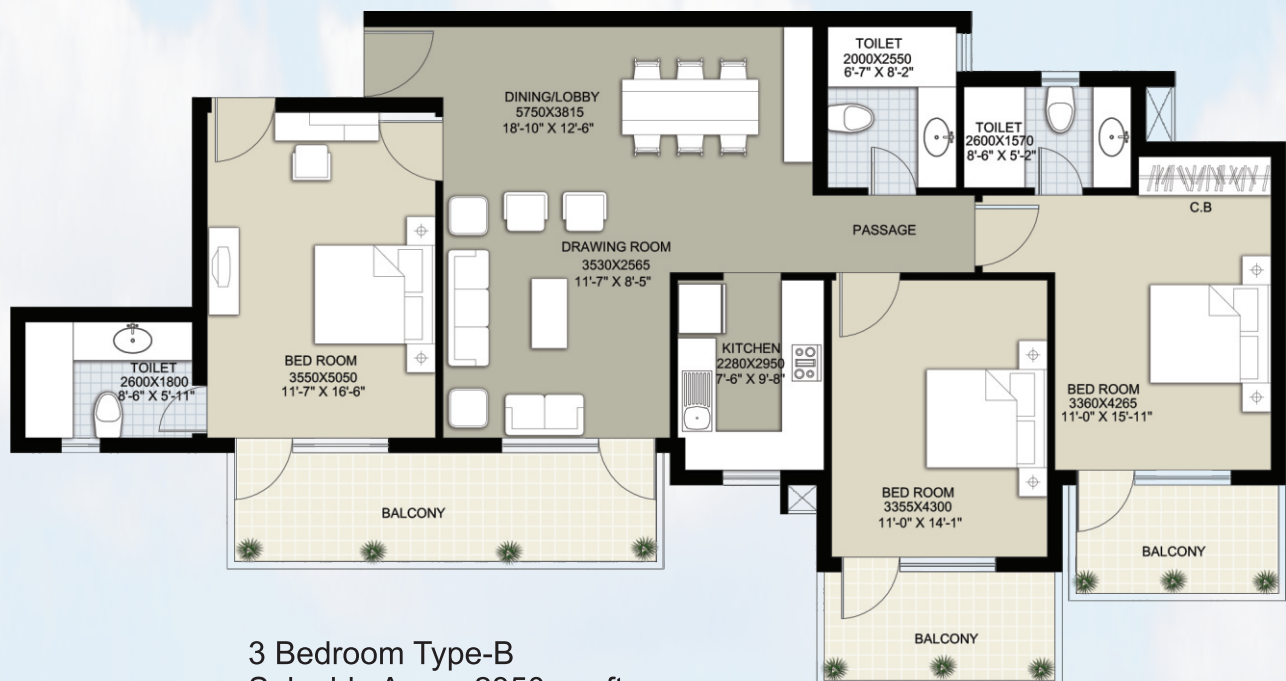 TOILET
2000X2550
6'-7" X 8'-2"
DINING/LOBBY
5750X3815
18'-10" X 12'-6"
TOILET
2600X1570
8'-6" X 5'-2"
C.B
PASSAGE
DRAWING ROOM
3530X2565
11'-7" X 8'-5"
KITCHEN
2280X2950
7'-6" X 9'-8"
BED ROOM
3550X5050
11'-7" X 16'-6"
TOILET
2600X1800
8'-6" X 5'-11"
BED ROOM
3360X4265
11'-0" X 15'-11"
BED ROOM
3355X4300
11'-0" X 14'-1"
BALCONY
BALCONY
BALCONY
3 Bedroom Type-B